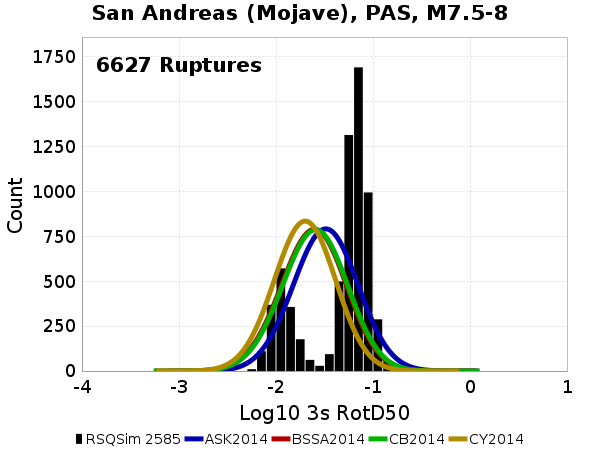 San Andreas (Mojave), PAS, M7.5-8
6627 Ruptures
Count
1750
1500
1250
1000
750
500
250
0
-4 -3 -2 -1 0 1
Log10 3s RotD50
RSQSim 2585 ASK2014 BSSA2014 CB2014 CY2014